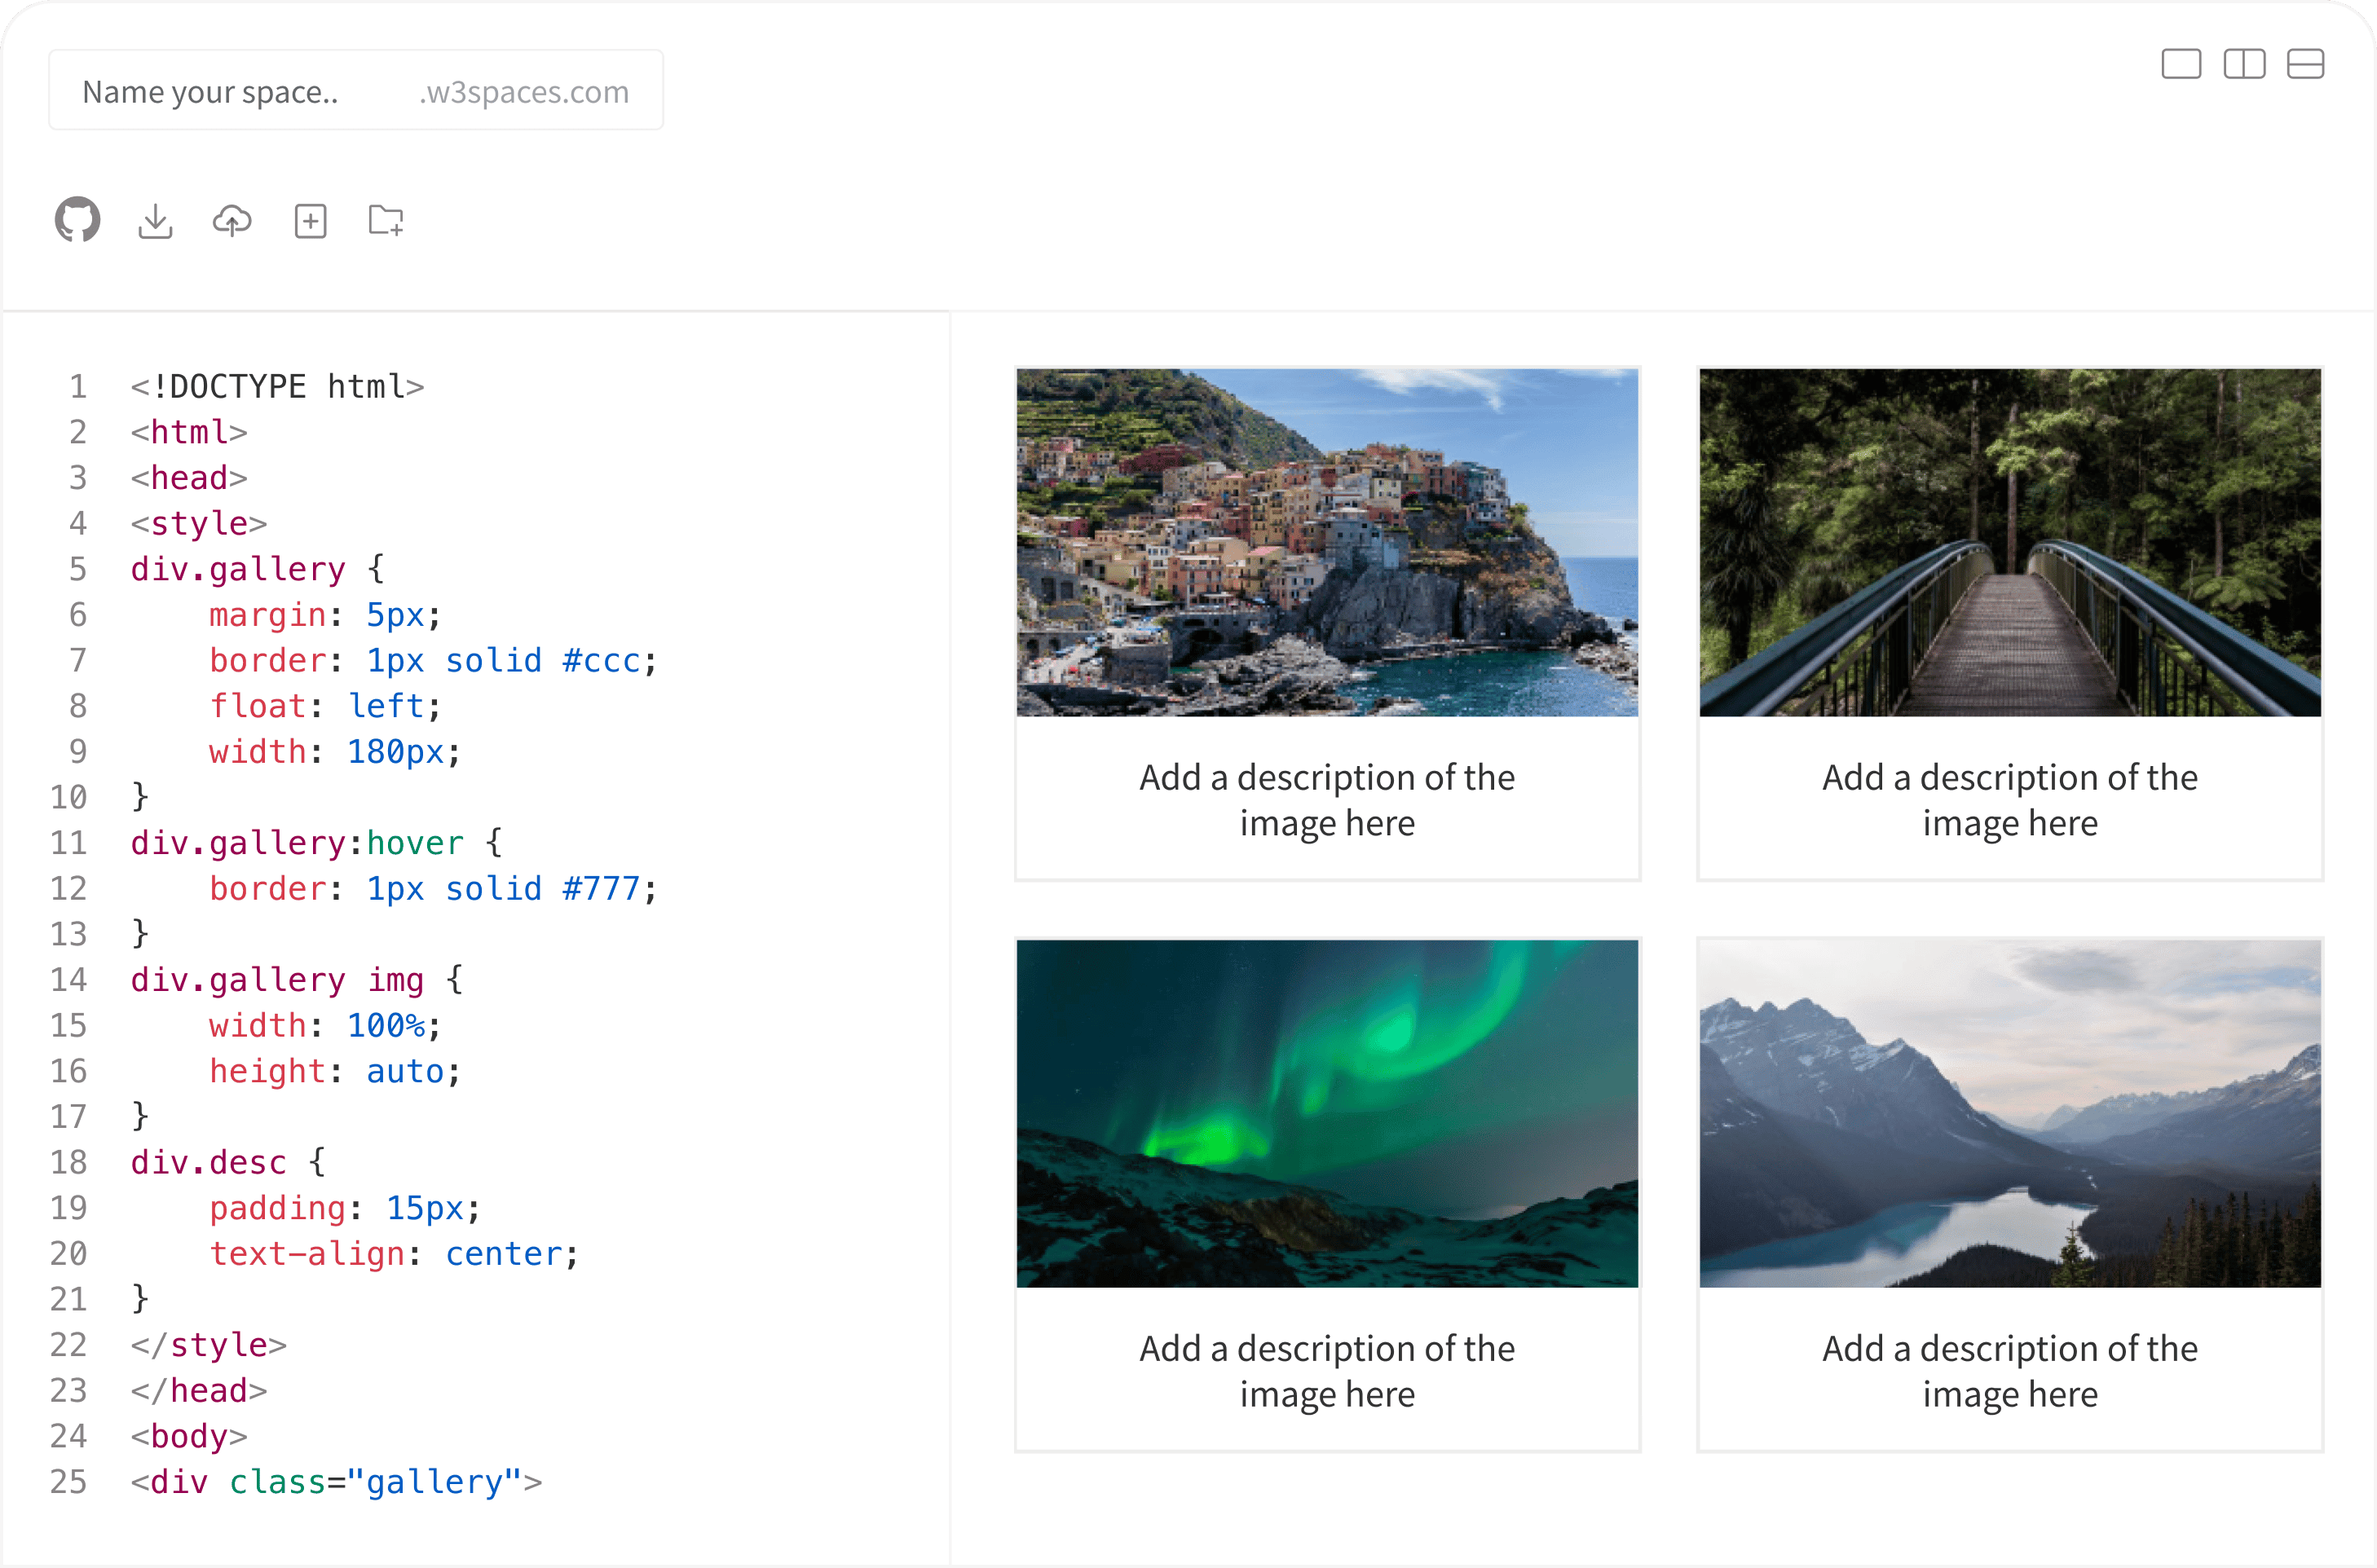 Name your space.. .w3spaces.com
1 <!DOCTYPE html>
2 <html>
3 <head>
4 <style>
5 div.gallery {
6     margin: 5px;
7     border: 1px solid #ccc;
8     float: left;
9     width: 180px;
10 }
11 div.gallery:hover {
12     border: 1px solid #777;
13 }
14 div.gallery img {
15     width: 100%;
16     height: auto;
17 }
18 div.desc {
19     padding: 15px;
20     text-align: center;
21 }
22 </style>
23 </head>
24 <body>
25 <div class="gallery">
Add a description of the
image here
Add a description of the
image here
Add a description of the
image here
Add a description of the
image here